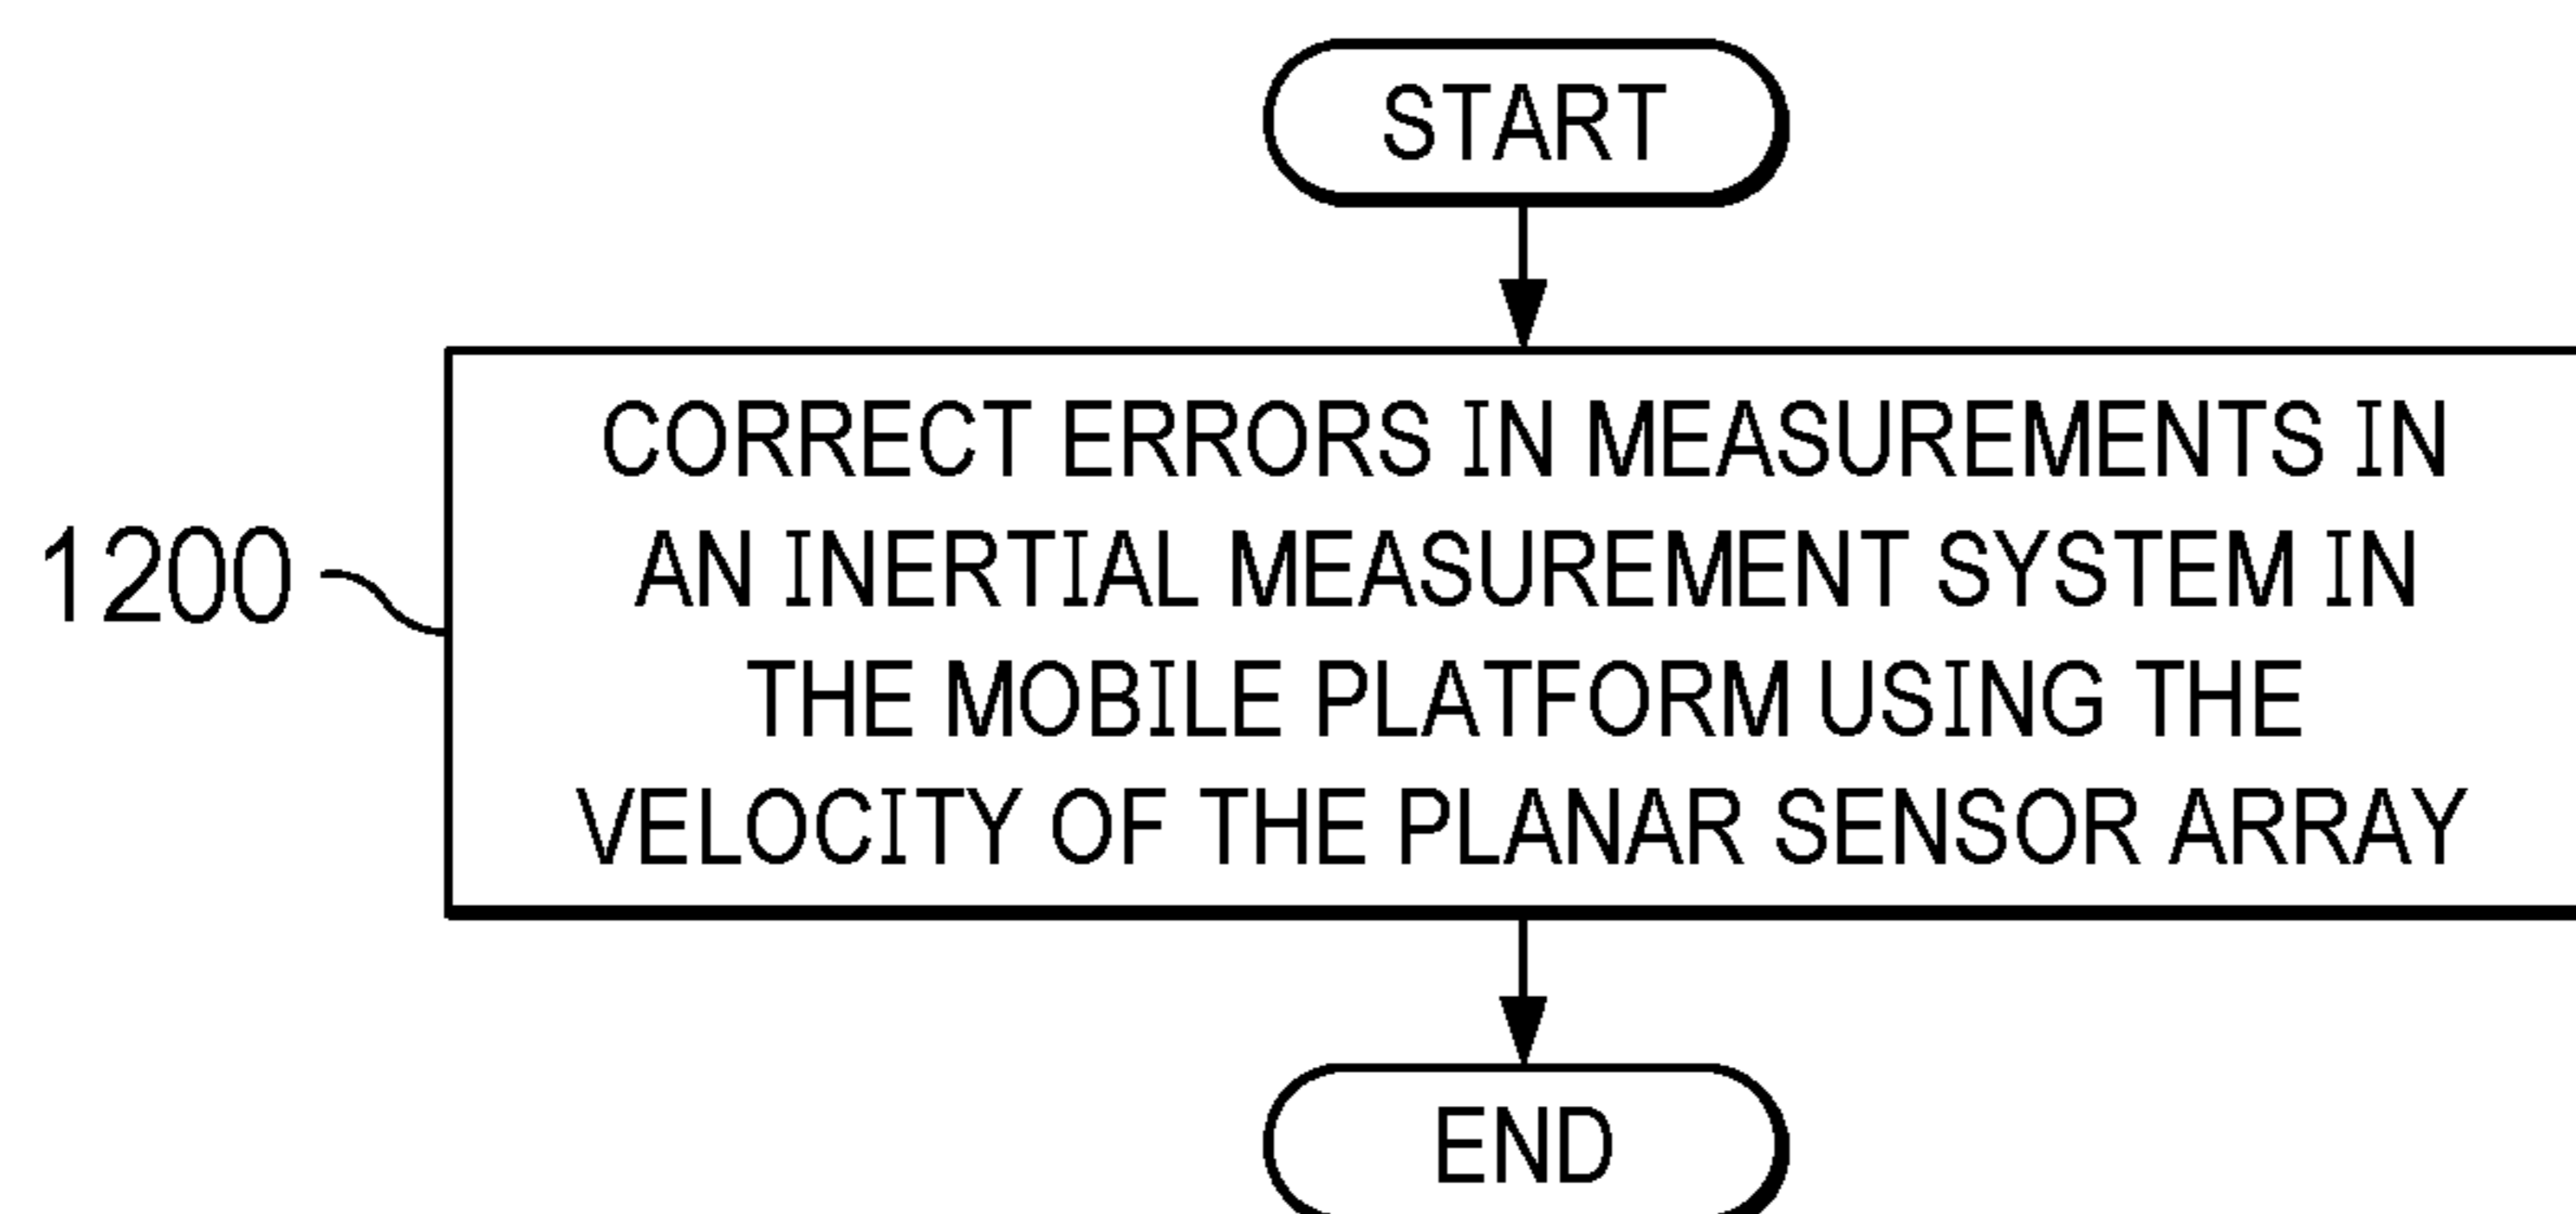 START
CORRECT ERRORS IN MEASUREMENTS IN
AN INERTIAL MEASUREMENT SYSTEM IN
1200
THE MOBILE PLATFORM USING THE
VELOCITY OF THE PLANAR SENSOR ARRAY
END